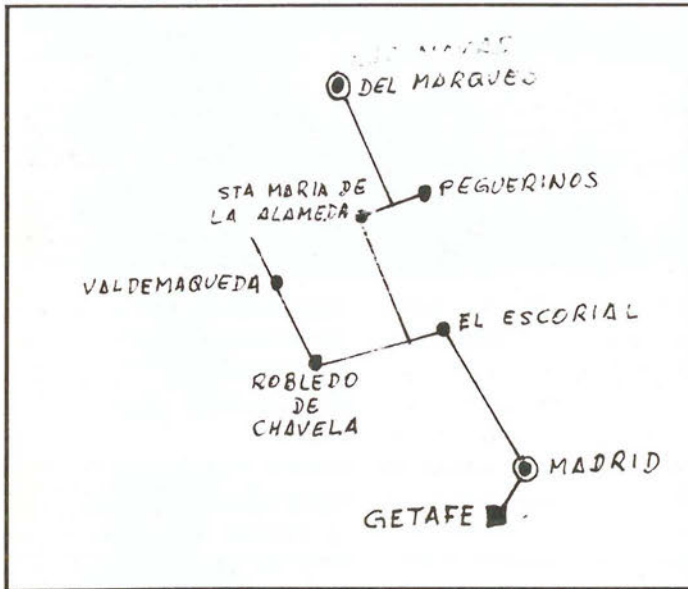 DEL MARQUES
PEGUERINOS
STA MARIA DE
LA ALAMEDA
VALDEMAQUEDA
EL ESCORIAL
ROBLEDO
DE
CHAVELA
MADRID
GETAFE